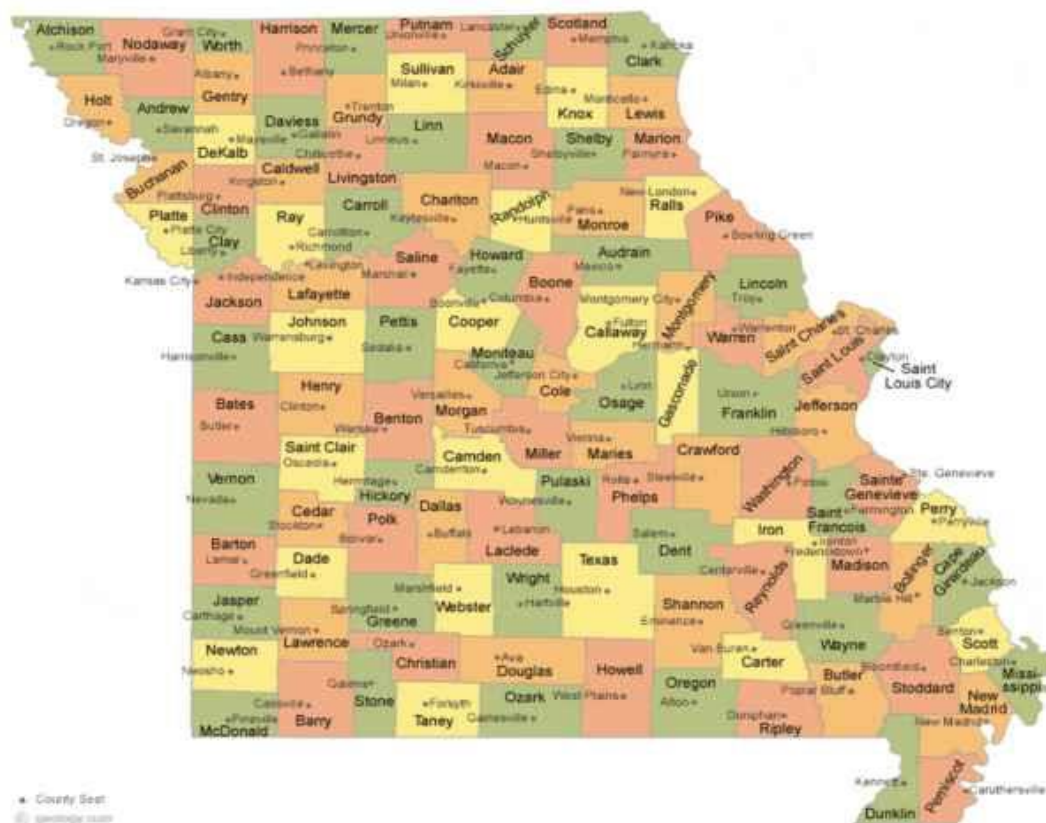 Atchison
Rock Port
Nodaway
Maryville
Grant City
Worth
Harrison
Bethany
Mercer
Princeton
Putnam
Unionville
Lancaster
Schuyler
Scotland
Memphis
Kahoka
Clark
Holt
Oregon
Andrew
Savannah
Albany
Gentry
Daviess
Gallatin
Trenton
Grundy
Sullivan
Milan
Adair
Kirksville
Edina
Knox
Monticello
Lewis
St. Joseph
Buchanan
Maysville
DeKalb
Chillicothe
Livingston
Linn
Linneus
Macon
Macon
Shelby
Shelbyville
Marion
Palmyra
Plattsburg
Clinton
Kingston
Caldwell
Platte
Platte City
Clay
Liberty
Ray
Richmond
Carroll
Carrollton
Chariton
Keytesville
Randolph
Huntsville
Paris
Monroe
New London
Ralls
Pike
Bowling Green
Kansas City
Independence
Jackson
Lexington
Lafayette
Saline
Marshall
Howard
Fayette
Boone
Columbia
Audrain
Mexico
Lincoln
Troy
Cass
Harrisonville
Johnson
Warrensburg
Pettis
Sedalia
Boonville
Cooper
Moniteau
California
Callaway
Fulton
Montgomery City
Montgomery
Hermann
Warren
Warrenton
Saint Charles
St. Charles
Saint Louis
Clayton
Saint
Louis City
Bates
Butler
Henry
Clinton
Benton
Warsaw
Versailles
Morgan
Tuscumbia
Miller
Jefferson City
Cole
Osage
Linn
Gasconade
Union
Franklin
Jefferson
Hillsboro
Vernon
Nevada
Saint Clair
Osceola
Hermitage
Hickory
Camden
Camdenton
Vienna
Maries
Pulaski
Waynesville
Rolla
Phelps
Crawford
Steelville
Washington
Potosi
Ste. Genevieve
Sainte
Genevieve
Saint
Francois
Farmington
Perry
Perryville
Barton
Lamar
Cedar
Stockton
Polk
Bolivar
Dallas
Buffalo
Lebanon
Laclede
Texas
Houston
Salem
Dent
Iron
Ironton
Centerville
Reynolds
Fredericktown
Madison
Bollinger
Marble Hill
Cape
Girardeau
Jackson
Jasper
Carthage
Dade
Greenfield
Springfield
Greene
Marshfield
Webster
Wright
Hartville
Shannon
Eminence
Greenville
Wayne
Benton
Scott
Newton
Neosho
Mount Vernon
Lawrence
Ozark
Christian
Ava
Douglas
Howell
West Plains
Van Buren
Carter
Butler
Poplar Bluff
Bloomfield
Stoddard
Charleston
Missi-
ssippi
McDonald
Pineville
Cassville
Barry
Galena
Stone
Forsyth
Taney
Ozark
Gainesville
Oregon
Alton
Doniphan
Ripley
New
Madrid
New Madrid
Kennett
Dunklin
Pemiscot
Caruthersville
County Seat
geology.com